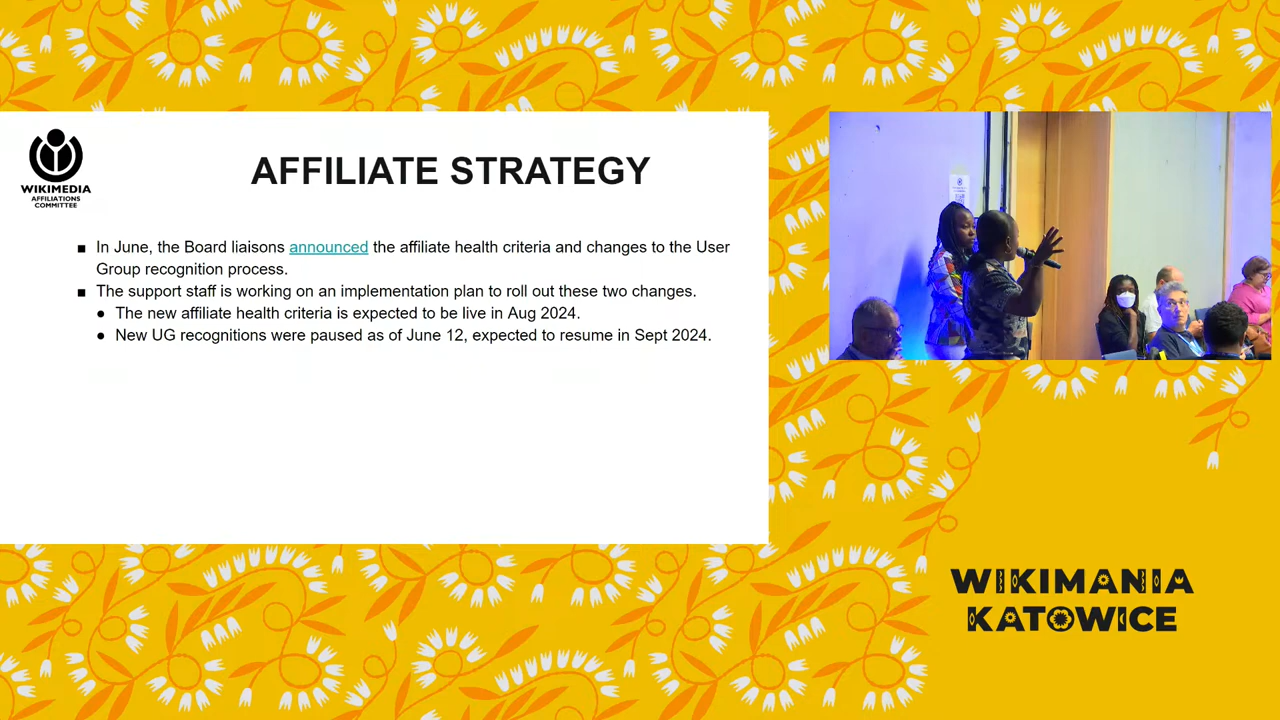 WIKIMEDIA
AFFILIATIONS
COMMITTEE
AFFILIATE STRATEGY
■ In June, the Board liaisons announced the affiliate health criteria and changes to the User
Group recognition process.
■ The support staff is working on an implementation plan to roll out these two changes.
● The new affiliate health criteria is expected to be live in Aug 2024.
● New UG recognitions were paused as of June 12, expected to resume in Sept 2024.
WIKIMANIA
KATOWICE